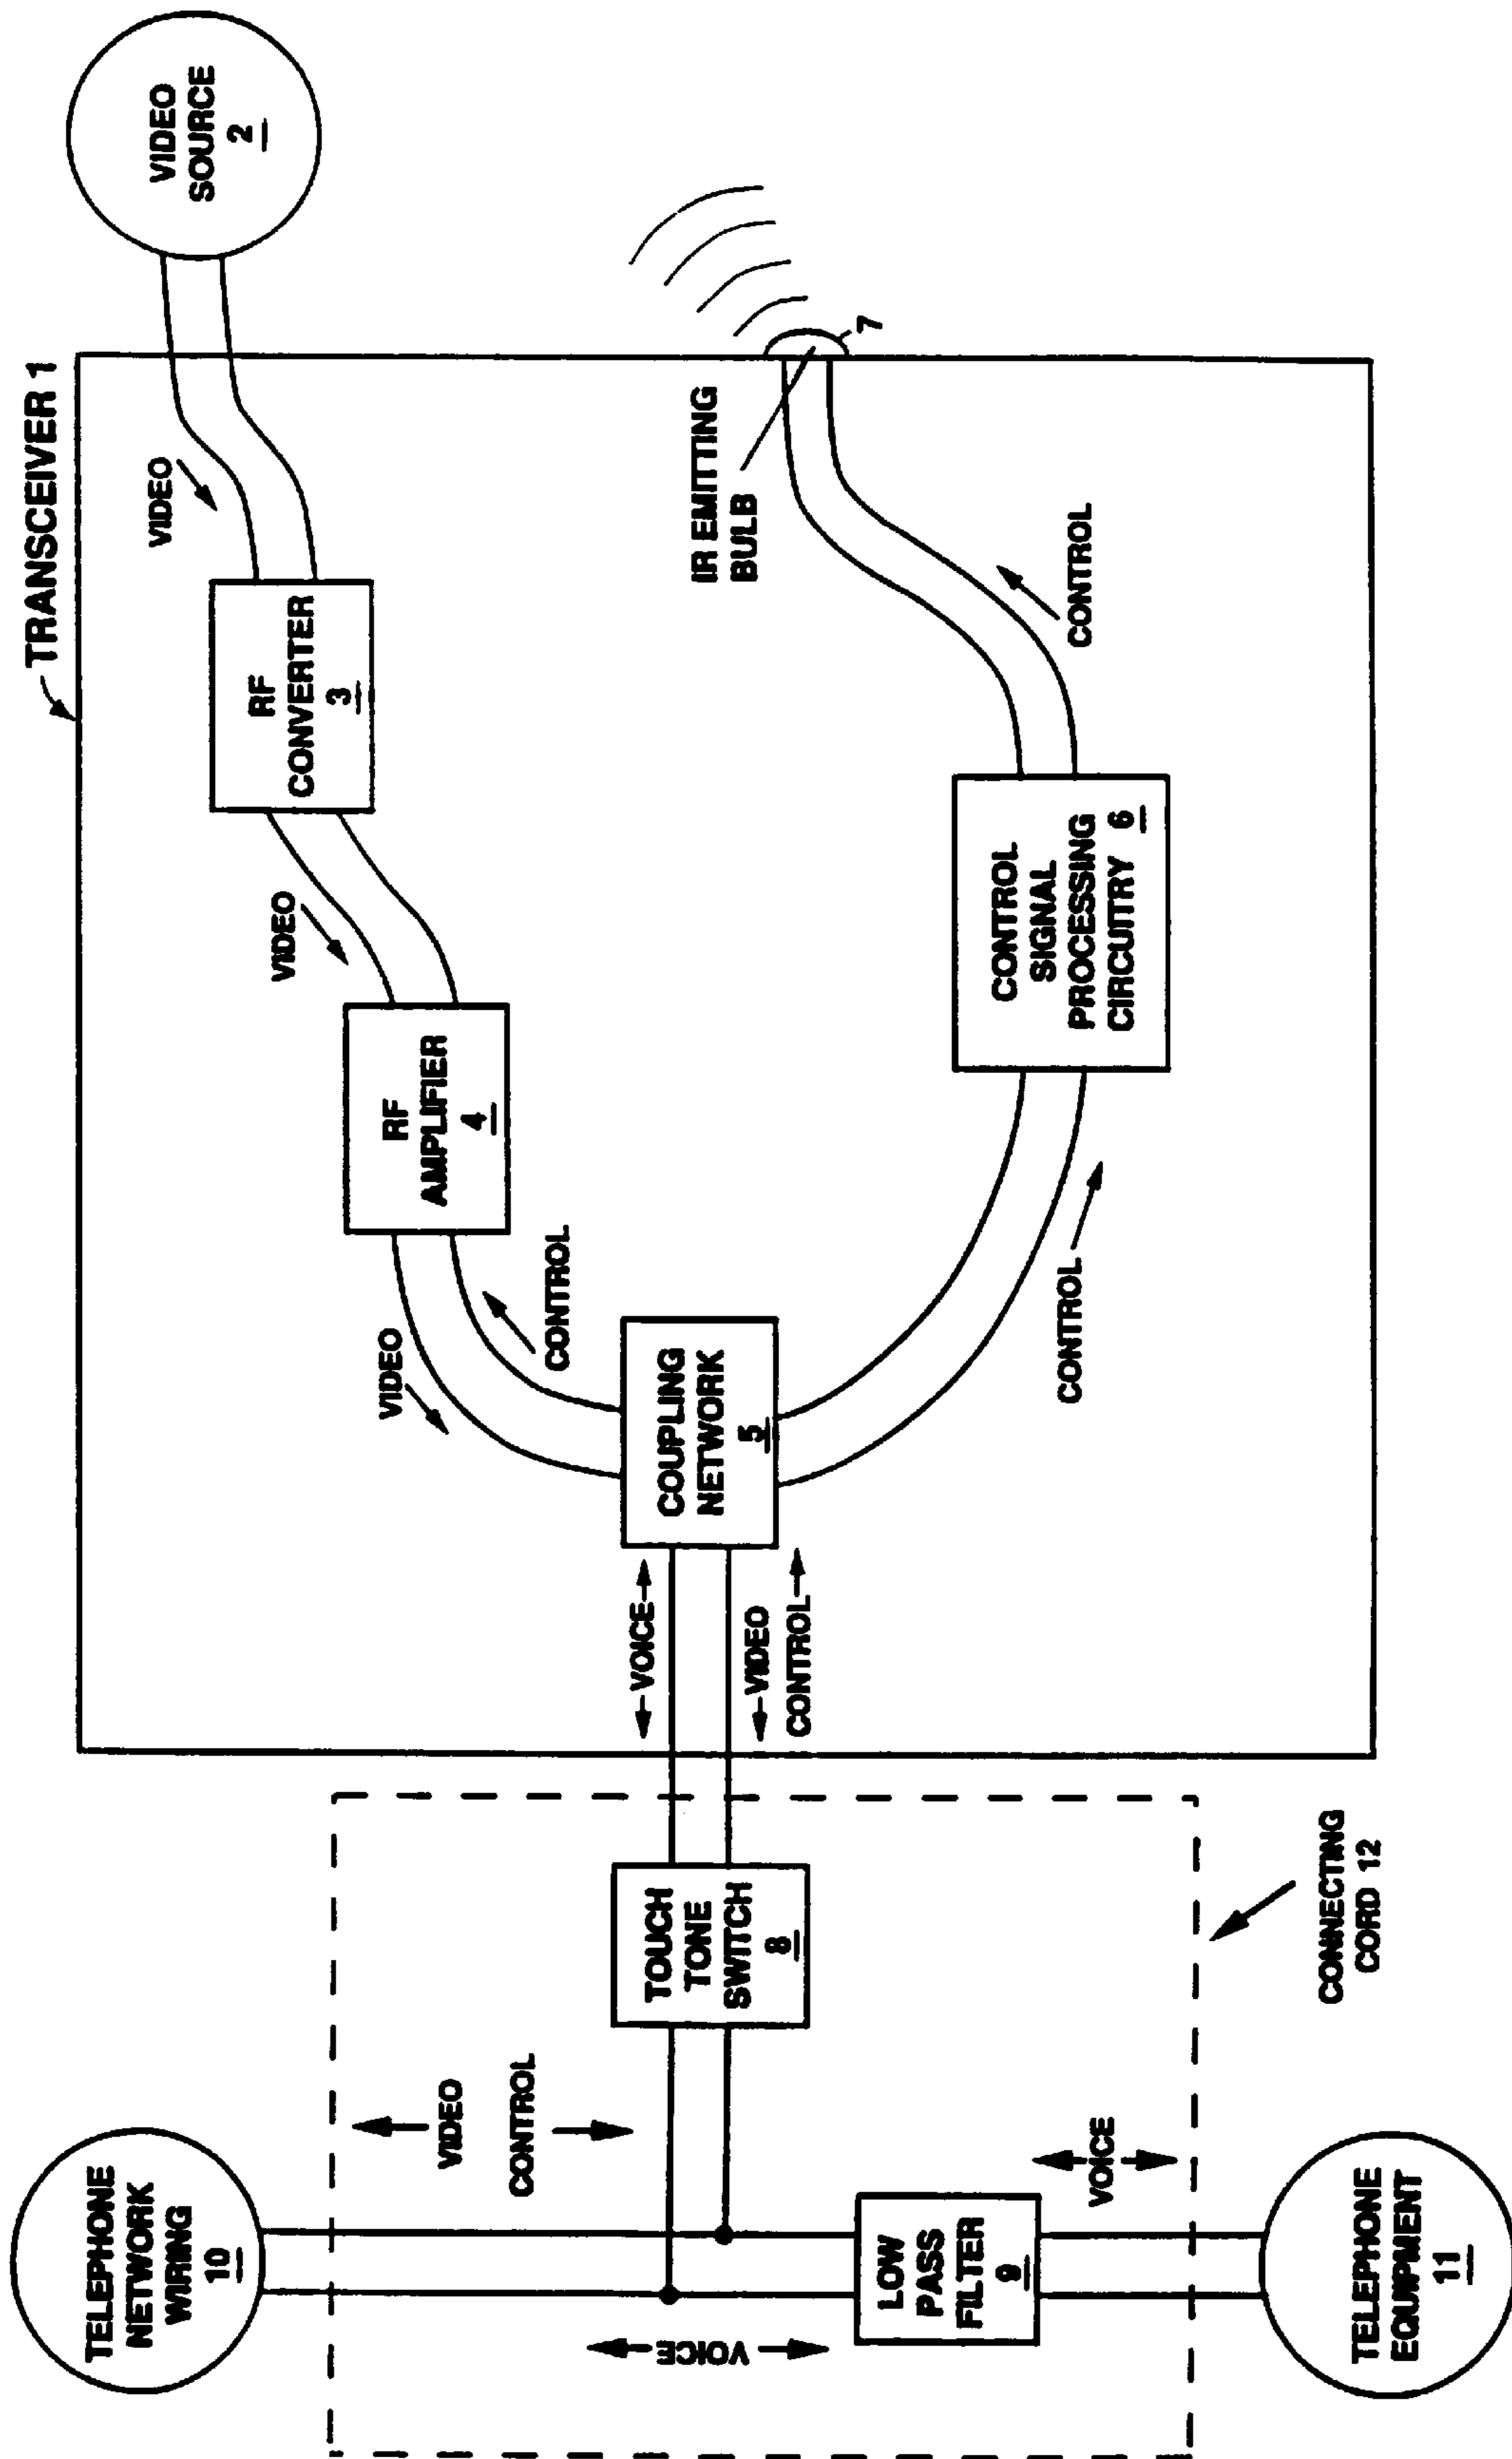 TRANSCEIVER 1
VIDEO
SOURCE
2
VIDEO
RF
CONVERTER
3
VIDEO
RF
AMPLIFIER
4
VIDEO
CONTROL
IR EMITTING
BULB
7
CONTROL
CONTROL
SIGNAL
PROCESSING
CIRCUITRY 6
CONTROL
COUPLING
NETWORK
5
VOICE
VIDEO
CONTROL
TOUCH
TONE
SWITCH
8
CONNECTING
CORD 12
TELEPHONE
NETWORK
WIRING
10
VIDEO
CONTROL
VOICE
LOW
PASS
FILTER
9
VOICE
TELEPHONE
EQUIPMENT
11